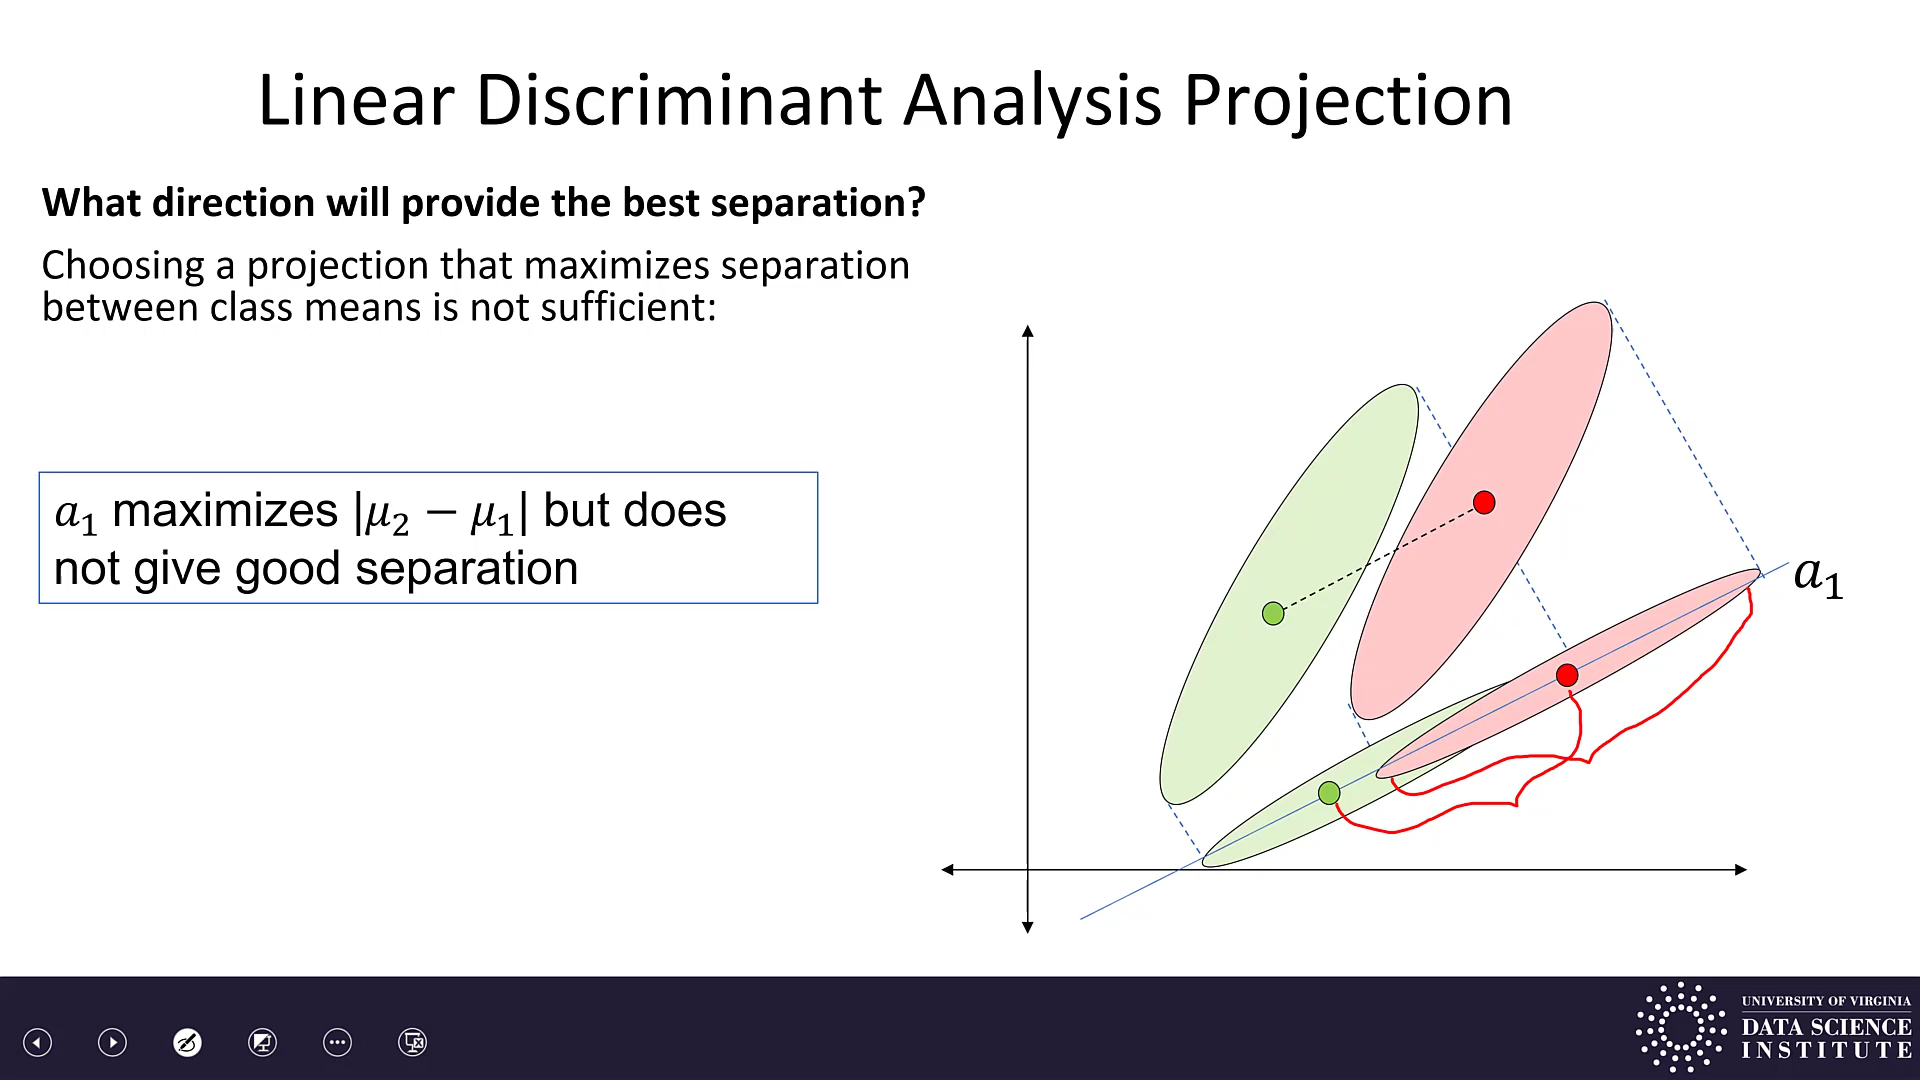 Linear Discriminant Analysis Projection
What direction will provide the best separation?
Choosing a projection that maximizes separation
between class means is not sufficient:
𝑎₁ maximizes |𝜇₂ − 𝜇₁| but does
not give good separation
𝑎₁
UNIVERSITY OF VIRGINIA
DATA SCIENCE
INSTITUTE